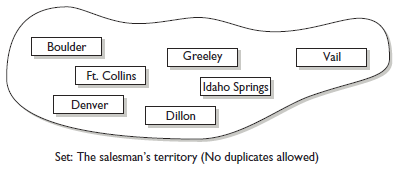 Boulder
Greeley
Vail
Ft. Collins
Idaho Springs
Denver
Dillon
Set: The salesman's territory (No duplicates allowed)